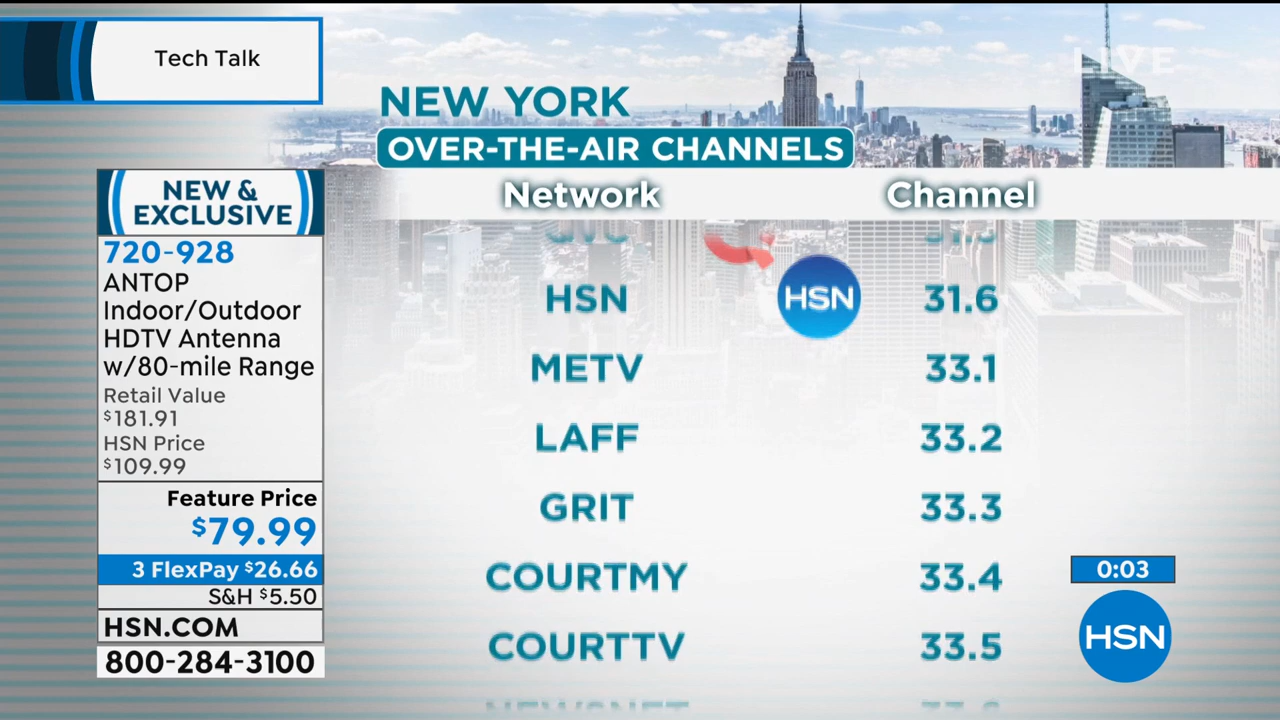 Tech Talk
LIVE
NEW YORK
OVER-THE-AIR CHANNELS
Network Channel
HSN HSN 31.6
METV 33.1
LAFF 33.2
GRIT 33.3
COURTMY 33.4
COURTTV 33.5
NEW &
EXCLUSIVE
720-928
ANTOP
Indoor/Outdoor
HDTV Antenna
w/80-mile Range
Retail Value
$181.91
HSN Price
$109.99
Feature Price
$79.99
3 FlexPay $26.66
S&H $5.50
HSN.COM
800-284-3100
0:03
HSN